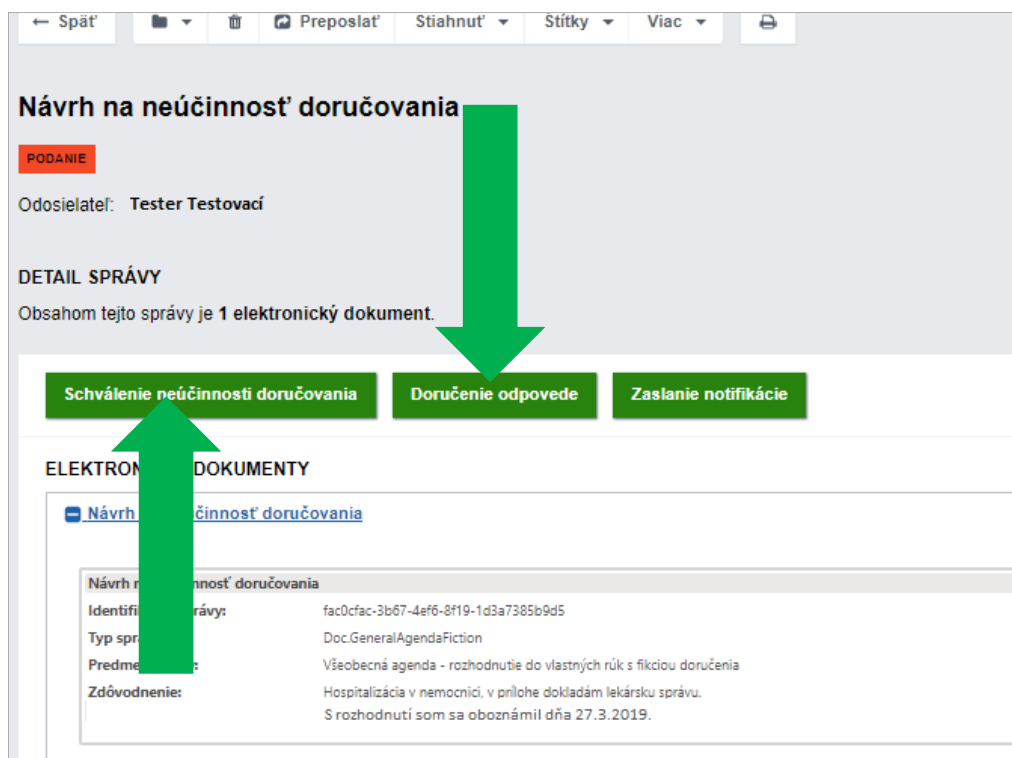 ← Späť Preposlať Stiahnuť Štítky Viac
Návrh na neúčinnosť doručovania
PODANIE
Odosielateľ: Tester Testovací
DETAIL SPRÁVY
Obsahom tejto správy je 1 elektronický dokument.
Schválenie neúčinnosti doručovania Doručenie odpovede Zaslanie notifikácie
ELEKTRON DOKUMENTY
Návrh činnosť doručovania
Návrh n nnosť doručovania
Identifi rávy: fac0cfac-3b67-4ef6-8f19-1d3a7385b9d5
Typ spr Doc.GeneralAgendaFiction
Predme : Všeobecná agenda - rozhodnutie do vlastných rúk s fikciou doručenia
Zdôvodnenie: Hospitalizácia v nemocnici, v prílohe dokladám lekársku správu.
S rozhodnutí som sa oboznámil dňa 27.3.2019.